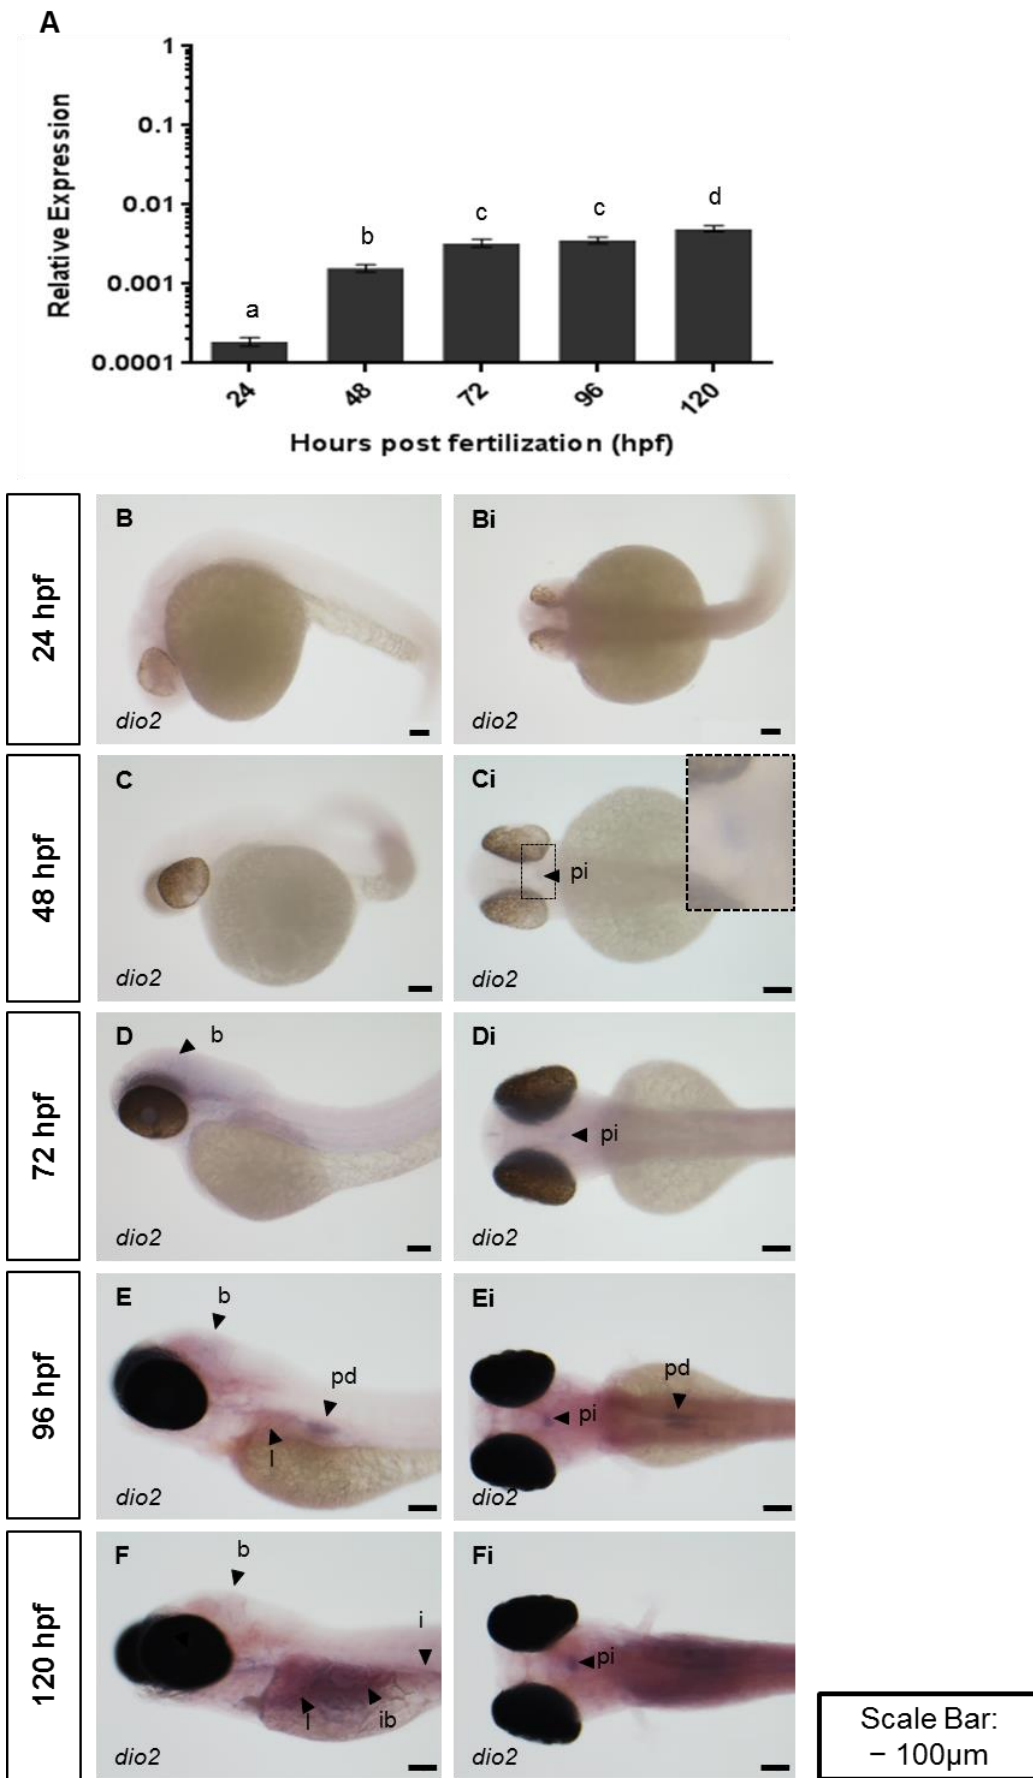 A
1
0.1
0.01
0.001
0.0001
Relative Expression
a
b
c
c
d
24
48
72
96
120
Hours post fertilization (hpf)
24 hpf
B
dio2
Bi
48 hpf
C
dio2
Ci
pi
dio2
72 hpf
D
b
dio2
Di
pi
dio2
96 hpf
E
b
pd
l
dio2
Ei
pd
pi
dio2
120 hpf
F
b
i
l
ib
dio2
Fi
pi
dio2
Scale Bar:
– 100µm